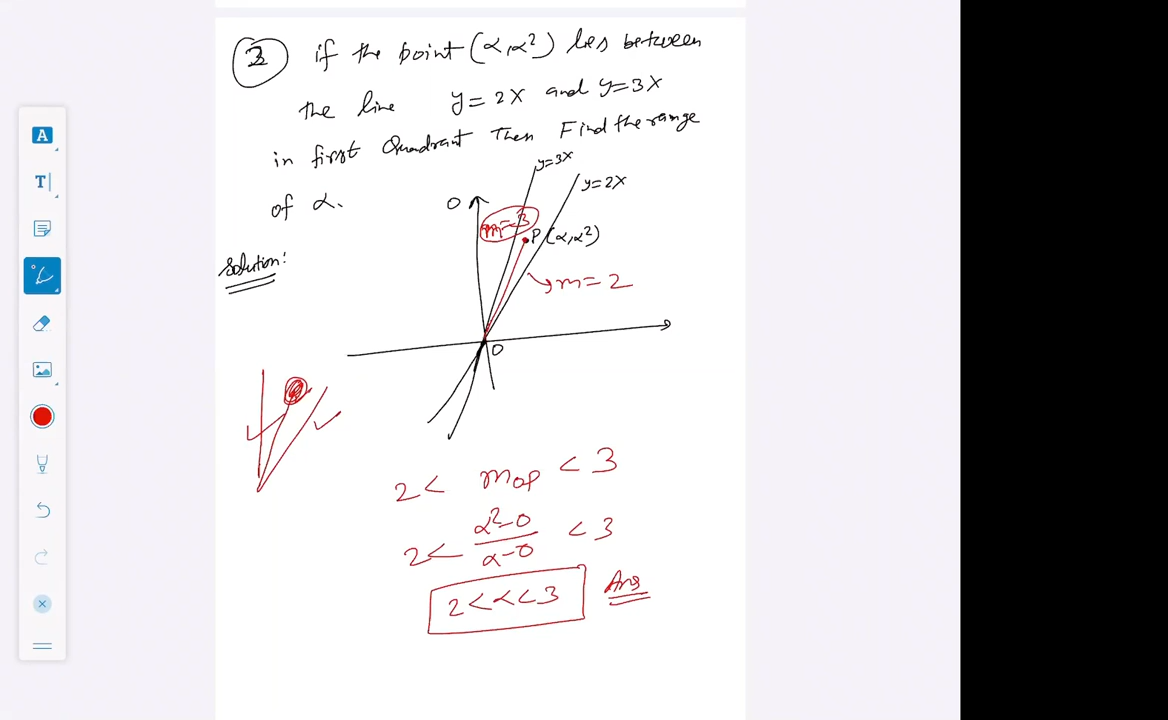 2
if the point (α, α²) lies between
the line y = 2x and y = 3x
in first Quadrant then Find the range
of α.
Solution:
y=3x
y=2x
O
m=3
P (α, α²)
m = 2
O
2 < mOP < 3
2 < α²-0/α-0 < 3
2<α<3 Ans
A
T